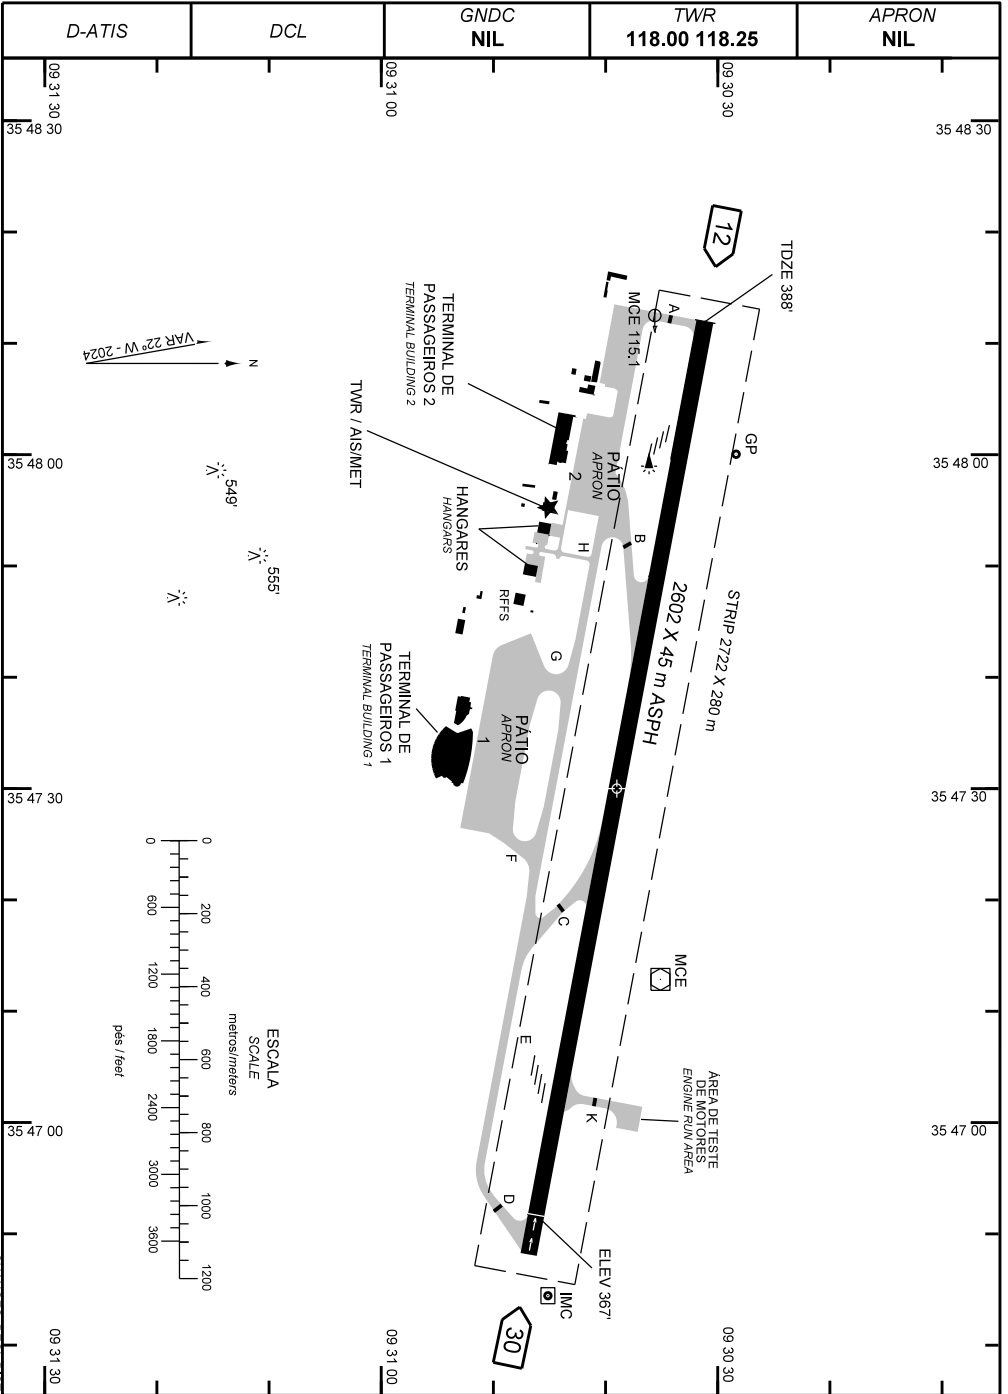 D-ATIS
DCL
GNDC
NIL
TWR
118.00 118.25
APRON
NIL
09 31 30
09 31 00
09 30 30
35 48 30
35 48 30
12
TDZE 388'
A
MCE 115.1
TERMINAL DE
PASSAGEIROS 2
TERMINAL BUILDING 2
VAR 22º W - 2024
N
TWR / AIS/MET
GP
35 48 00
35 48 00
PÁTIO
APRON
2
549'
555'
HANGARES
HANGARS
H
B
RFFS
STRIP 2722 X 280 m
2602 X 45 m ASPH
G
TERMINAL DE
PASSAGEIROS 1
TERMINAL BUILDING 1
PÁTIO
APRON
1
35 47 30
35 47 30
F
C
MCE
E
ÁREA DE TESTE
DE MOTORES
ENGINE RUN AREA
K
35 47 00
35 47 00
D
ELEV 367'
IMC
30
ESCALA
SCALE
metros/meters
0
200
400
600
800
1000
1200
0
600
1200
1800
2400
3000
3600
pés / feet
09 31 30
09 31 00
09 30 30